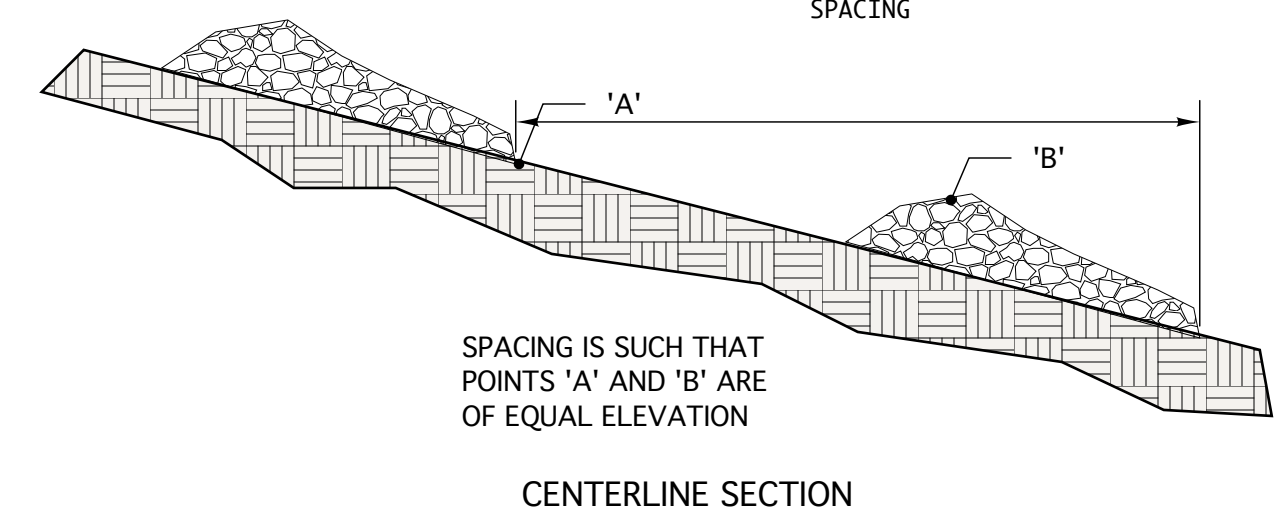 SPACING
'A'
'B'
SPACING IS SUCH THAT
POINTS 'A' AND 'B' ARE
OF EQUAL ELEVATION
CENTERLINE SECTION